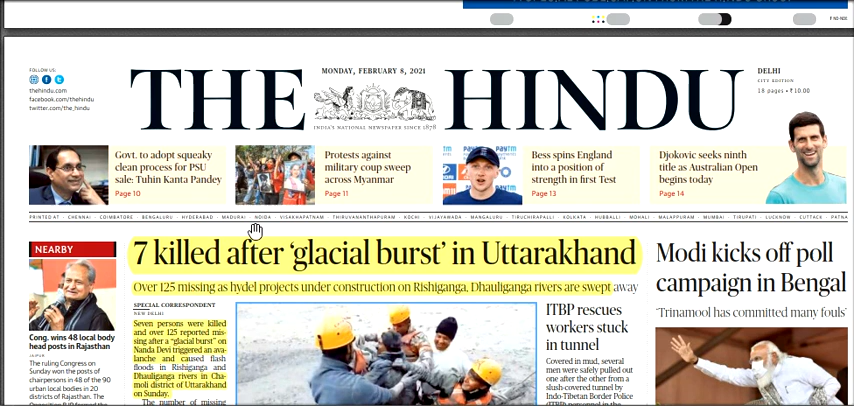 FOLLOW US:
thehindu.com
facebook.com/thehindu
twitter.com/the_hindu
MONDAY, FEBRUARY 8, 2021
THE HINDU
INDIA'S NATIONAL NEWSPAPER SINCE 1878
DELHI
CITY EDITION
18 pages • ₹10.00
Govt. to adopt squeaky
clean process for PSU
sale: Tuhin Kanta Pandey
Page 10
Protests against
military coup sweep
across Myanmar
Page 11
Bess spins England
into a position of
strength in first Test
Page 13
Djokovic seeks ninth
title as Australian Open
begins today
Page 14
PRINTED AT · CHENNAI · COIMBATORE · BENGALURU · HYDERABAD · MADURAI · NOIDA · VISAKHAPATNAM · THIRUVANANTHAPURAM · KOCHI · VIJAYAWADA · MANGALURU · TIRUCHIRAPALLI · KOLKATA · HUBBALLI · MOHALI · MALAPPURAM · MUMBAI · TIRUPATI · LUCKNOW · CUTTACK · PATNA
NEARBY
Cong. wins 48 local body
head posts in Rajasthan
JAIPUR
The ruling Congress on
Sunday won the posts of
chairpersons in 48 of the 90
urban local bodies in 20
districts of Rajasthan. The
7 killed after ‘glacial burst’ in Uttarakhand
Over 125 missing as hydel projects under construction on Rishiganga, Dhauliganga rivers are swept away
SPECIAL CORRESPONDENT
NEW DELHI
Seven persons were killed
and over 125 reported mis-
sing after a “glacial burst” on
Nanda Devi triggered an ava-
lanche and caused flash
floods in Rishiganga and
Dhauliganga rivers in Cha-
moli district of Uttarakhand
on Sunday.
The number of missing
ITBP rescues
workers stuck
in tunnel
Covered in mud, several
men were safely pulled out
one after the other from a
slush-covered tunnel by
Indo-Tibetan Border Police
(ITBP) personnel in the
Modi kicks off poll
campaign in Bengal
‘Trinamool has committed many fouls’